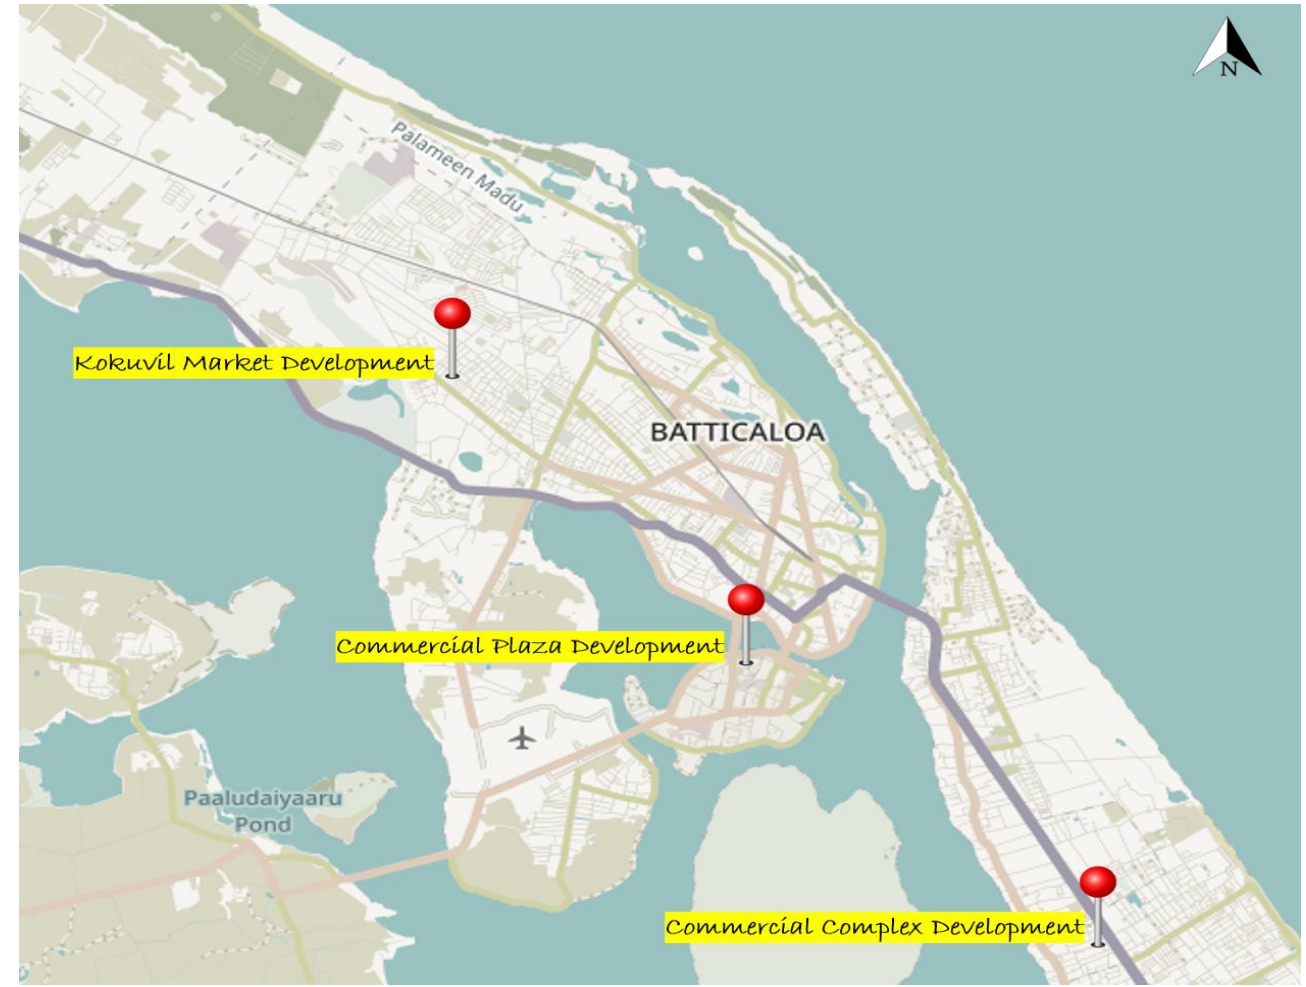 N
Palameen Madu
Kokuvil Market Development
BATTICALOA
Commercial Plaza Development
Paaludaiyaaru
Pond
Commercial Complex Development